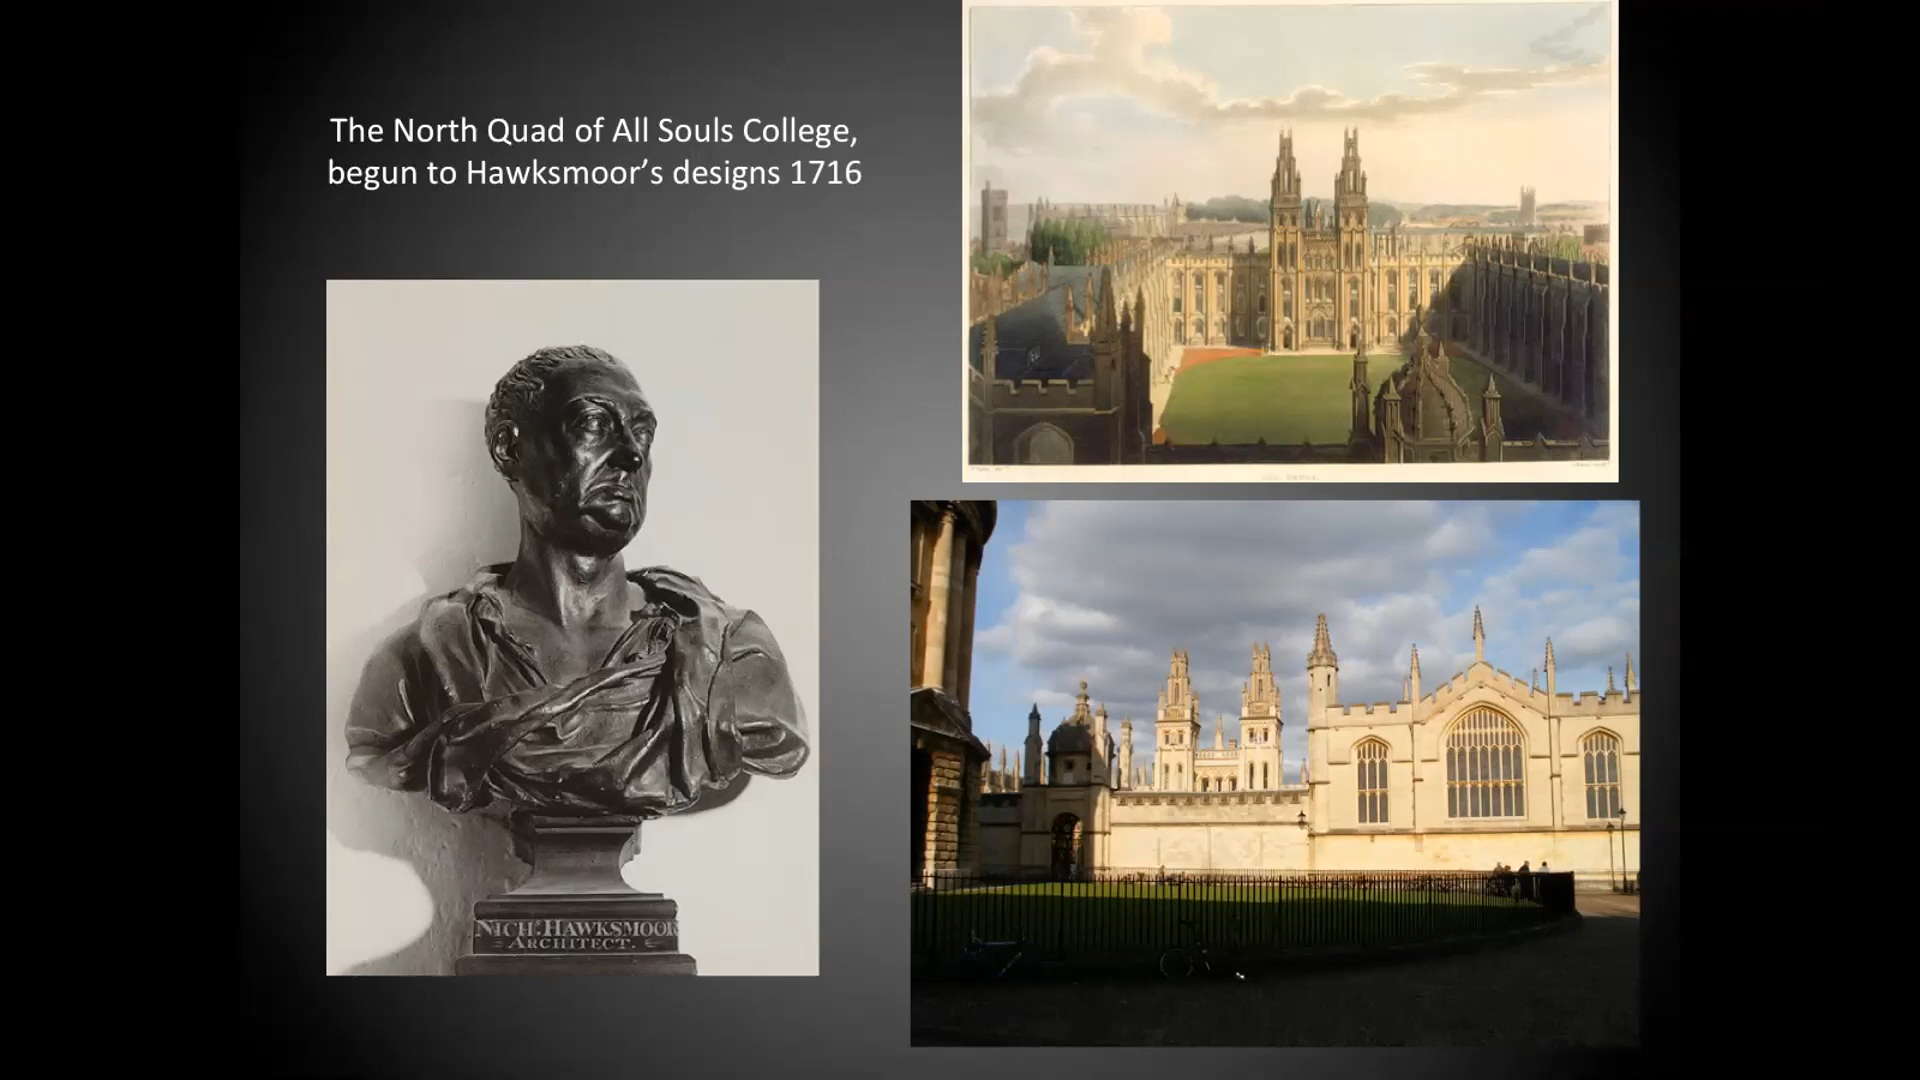 The North Quad of All Souls College,
begun to Hawksmoor’s designs 1716
NICH: HAWKSMOOR
ARCHITECT.